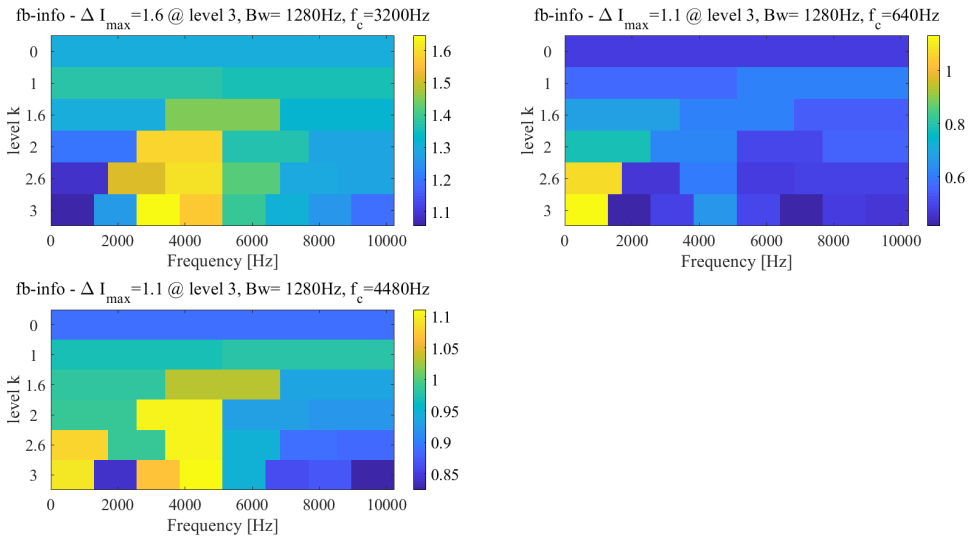 fb-info - Δ I_max=1.6 @ level 3, Bw= 1280Hz, f_c=3200Hz
level k
0
1
1.6
2
2.6
3
0 2000 4000 6000 8000 10000
Frequency [Hz]
1.6
1.5
1.4
1.3
1.2
1.1
fb-info - Δ I_max=1.1 @ level 3, Bw= 1280Hz, f_c=640Hz
level k
0
1
1.6
2
2.6
3
0 2000 4000 6000 8000 10000
Frequency [Hz]
1
0.8
0.6
fb-info - Δ I_max=1.1 @ level 3, Bw= 1280Hz, f_c=4480Hz
level k
0
1
1.6
2
2.6
3
0 2000 4000 6000 8000 10000
Frequency [Hz]
1.1
1.05
1
0.95
0.9
0.85